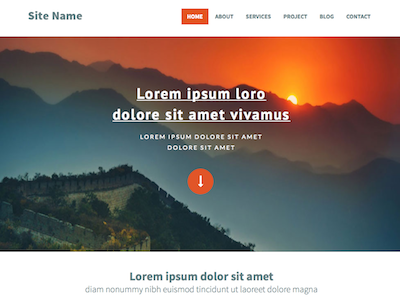 Site Name
HOME ABOUT SERVICES PROJECT BLOG CONTACT
Lorem ipsum loro
dolore sit amet vivamus
LOREM IPSUM DOLORE SIT AMET
DOLORE SIT AMET
Lorem ipsum dolor sit amet
diam nonummy nibh euismod tincidunt ut laoreet dolore magna